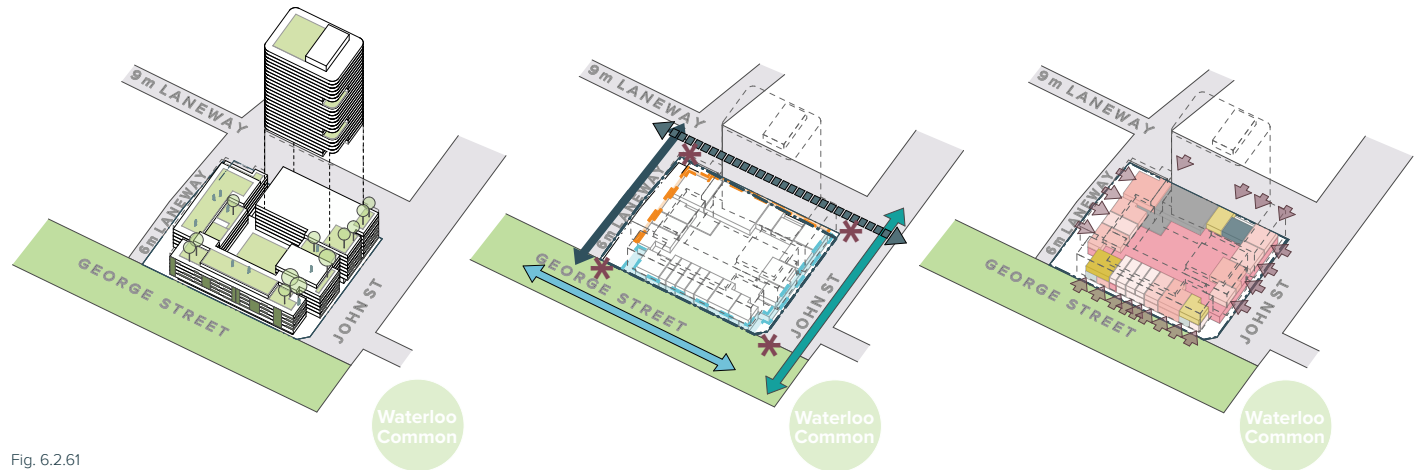 9m LANEWAY
6m LANEWAY
GEORGE STREET
JOHN ST
Waterloo
Common
9m LANEWAY
6m LANEWAY
GEORGE STREET
JOHN ST
Waterloo
Common
9m LANEWAY
6m LANEWAY
GEORGE STREET
JOHN ST
Waterloo
Common
Fig. 6.2.61